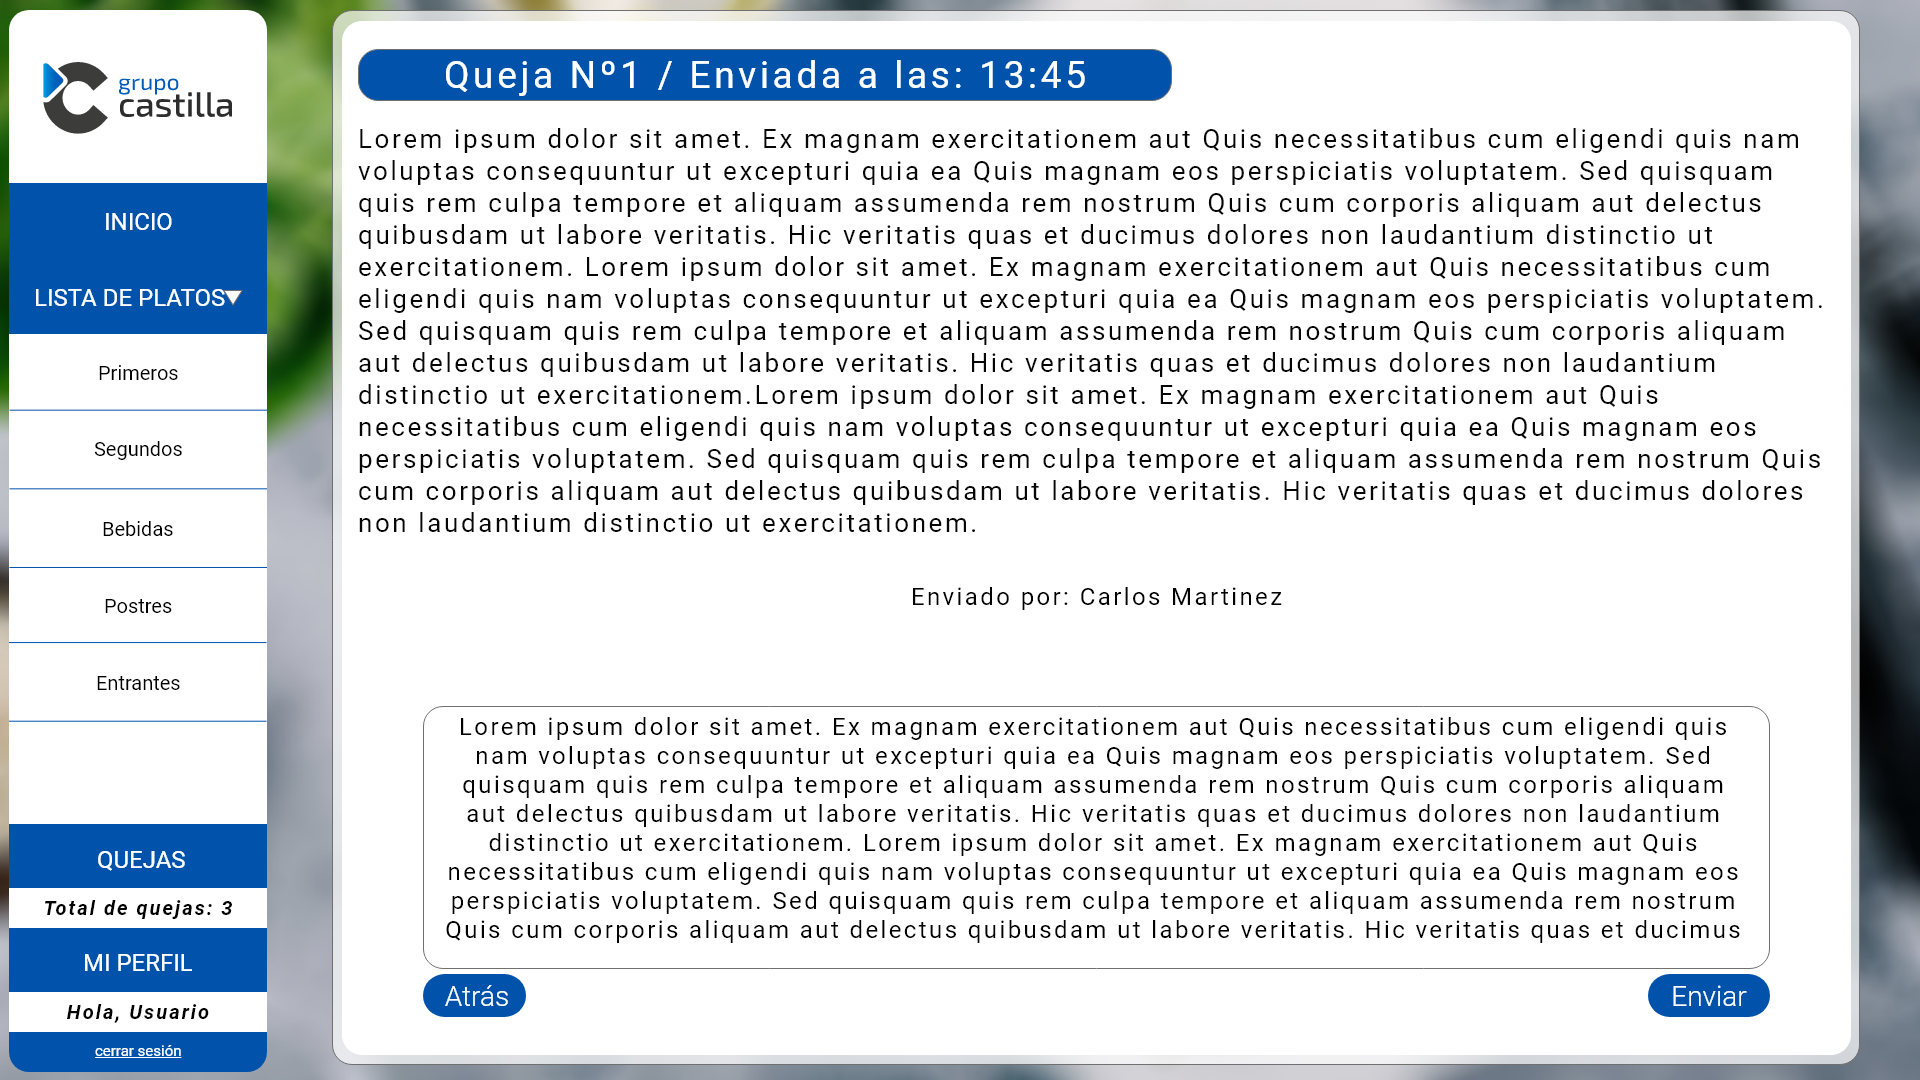 grupo
castilla
INICIO
LISTA DE PLATOS
Primeros
Segundos
Bebidas
Postres
Entrantes
QUEJAS
Total de quejas: 3
MI PERFIL
Hola, Usuario
cerrar sesión
Queja Nº1 / Enviada a las: 13:45
Lorem ipsum dolor sit amet. Ex magnam exercitationem aut Quis necessitatibus cum eligendi quis nam
voluptas consequuntur ut excepturi quia ea Quis magnam eos perspiciatis voluptatem. Sed quisquam
quis rem culpa tempore et aliquam assumenda rem nostrum Quis cum corporis aliquam aut delectus
quibusdam ut labore veritatis. Hic veritatis quas et ducimus dolores non laudantium distinctio ut
exercitationem. Lorem ipsum dolor sit amet. Ex magnam exercitationem aut Quis necessitatibus cum
eligendi quis nam voluptas consequuntur ut excepturi quia ea Quis magnam eos perspiciatis voluptatem.
Sed quisquam quis rem culpa tempore et aliquam assumenda rem nostrum Quis cum corporis aliquam
aut delectus quibusdam ut labore veritatis. Hic veritatis quas et ducimus dolores non laudantium
distinctio ut exercitationem.Lorem ipsum dolor sit amet. Ex magnam exercitationem aut Quis
necessitatibus cum eligendi quis nam voluptas consequuntur ut excepturi quia ea Quis magnam eos
perspiciatis voluptatem. Sed quisquam quis rem culpa tempore et aliquam assumenda rem nostrum Quis
cum corporis aliquam aut delectus quibusdam ut labore veritatis. Hic veritatis quas et ducimus dolores
non laudantium distinctio ut exercitationem.
Enviado por: Carlos Martinez
Lorem ipsum dolor sit amet. Ex magnam exercitationem aut Quis necessitatibus cum eligendi quis
nam voluptas consequuntur ut excepturi quia ea Quis magnam eos perspiciatis voluptatem. Sed
quisquam quis rem culpa tempore et aliquam assumenda rem nostrum Quis cum corporis aliquam
aut delectus quibusdam ut labore veritatis. Hic veritatis quas et ducimus dolores non laudantium
distinctio ut exercitationem. Lorem ipsum dolor sit amet. Ex magnam exercitationem aut Quis
necessitatibus cum eligendi quis nam voluptas consequuntur ut excepturi quia ea Quis magnam eos
perspiciatis voluptatem. Sed quisquam quis rem culpa tempore et aliquam assumenda rem nostrum
Quis cum corporis aliquam aut delectus quibusdam ut labore veritatis. Hic veritatis quas et ducimus
Atrás
Enviar